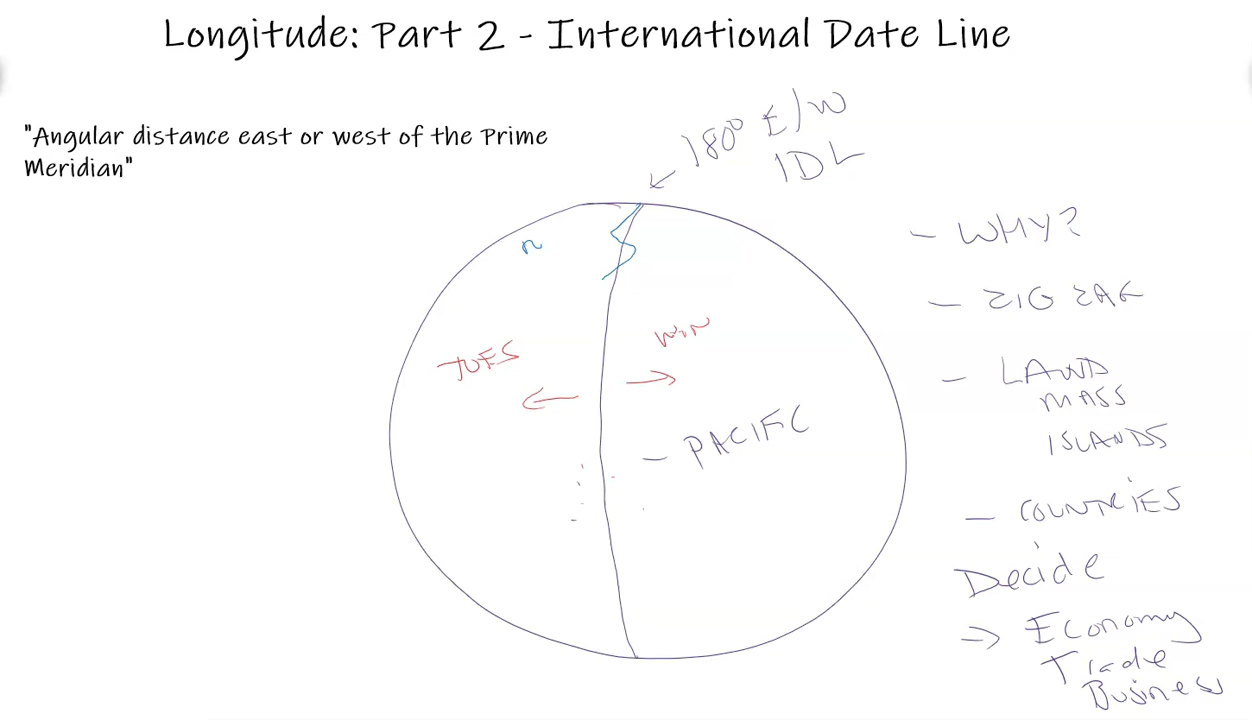 Longitude: Part 2 - International Date Line
"Angular distance east or west of the Prime
Meridian"
180° E/W
IDL
- WHY?
- ZIG ZAG
- LAND
MASS
ISLANDS
- COUNTRIES
Decide
→ Economy
Trade
Business
n
TUES
←
→
- PACIFIC